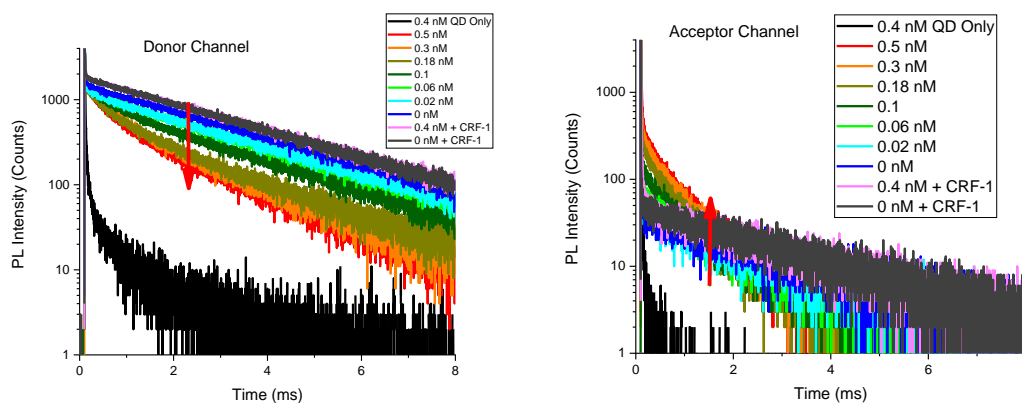 Donor Channel
0.4 nM QD Only
0.5 nM
0.3 nM
0.18 nM
0.1
0.06 nM
0.02 nM
0 nM
0.4 nM + CRF-1
0 nM + CRF-1
1000
100
10
1
PL Intensity (Counts)
2
4
6
8
Time (ms)
Acceptor Channel
0.4 nM QD Only
0.5 nM
0.3 nM
0.18 nM
0.1
0.06 nM
0.02 nM
0 nM
0.4 nM + CRF-1
0 nM + CRF-1
1000
100
10
1
PL Intensity (Counts)
0
2
4
6
Time (ms)